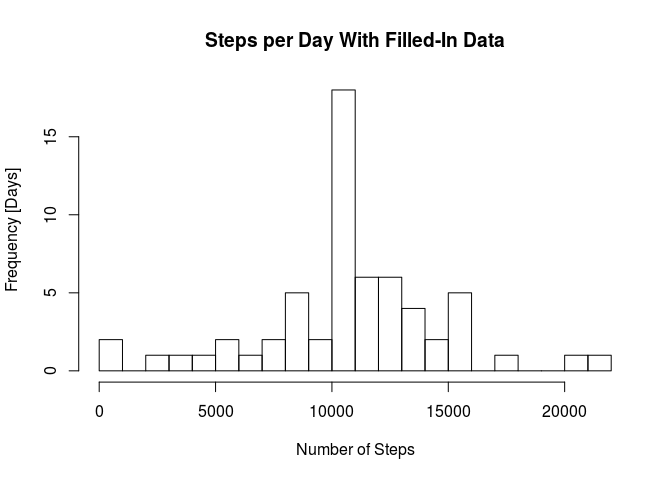 Steps per Day With Filled-In Data
Frequency [Days]
15
10
5
0
0 5000 10000 15000 20000
Number of Steps